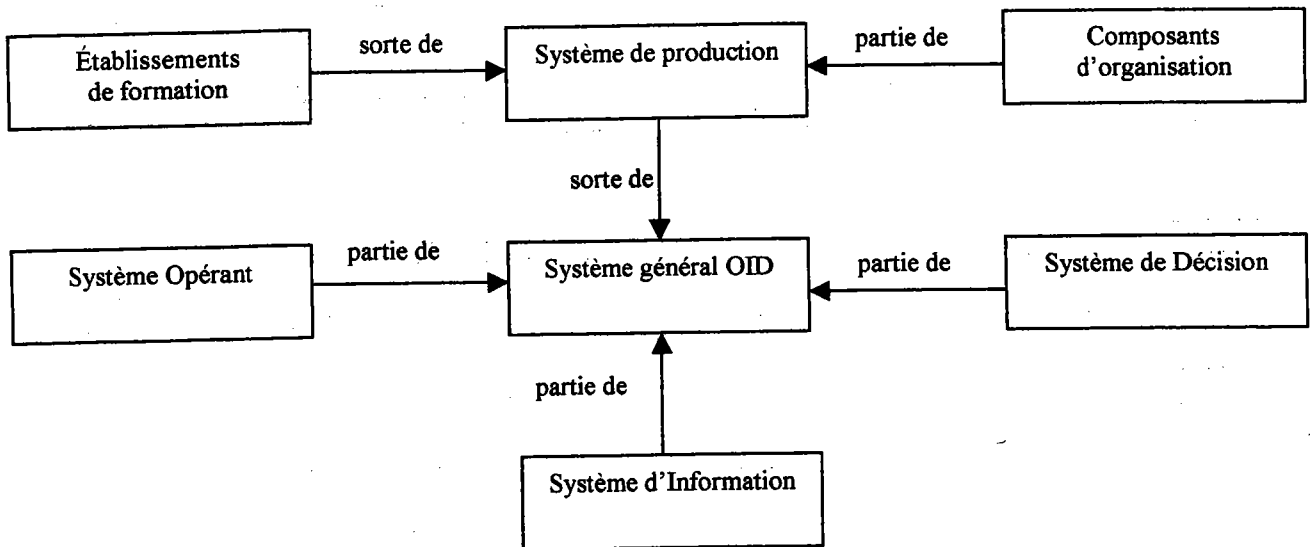 Établissements
de formation
sorte de
Système de production
partie de
Composants
d'organisation
sorte de
Système Opérant
partie de
Système général OID
partie de
Système de Décision
partie de
Système d'Information